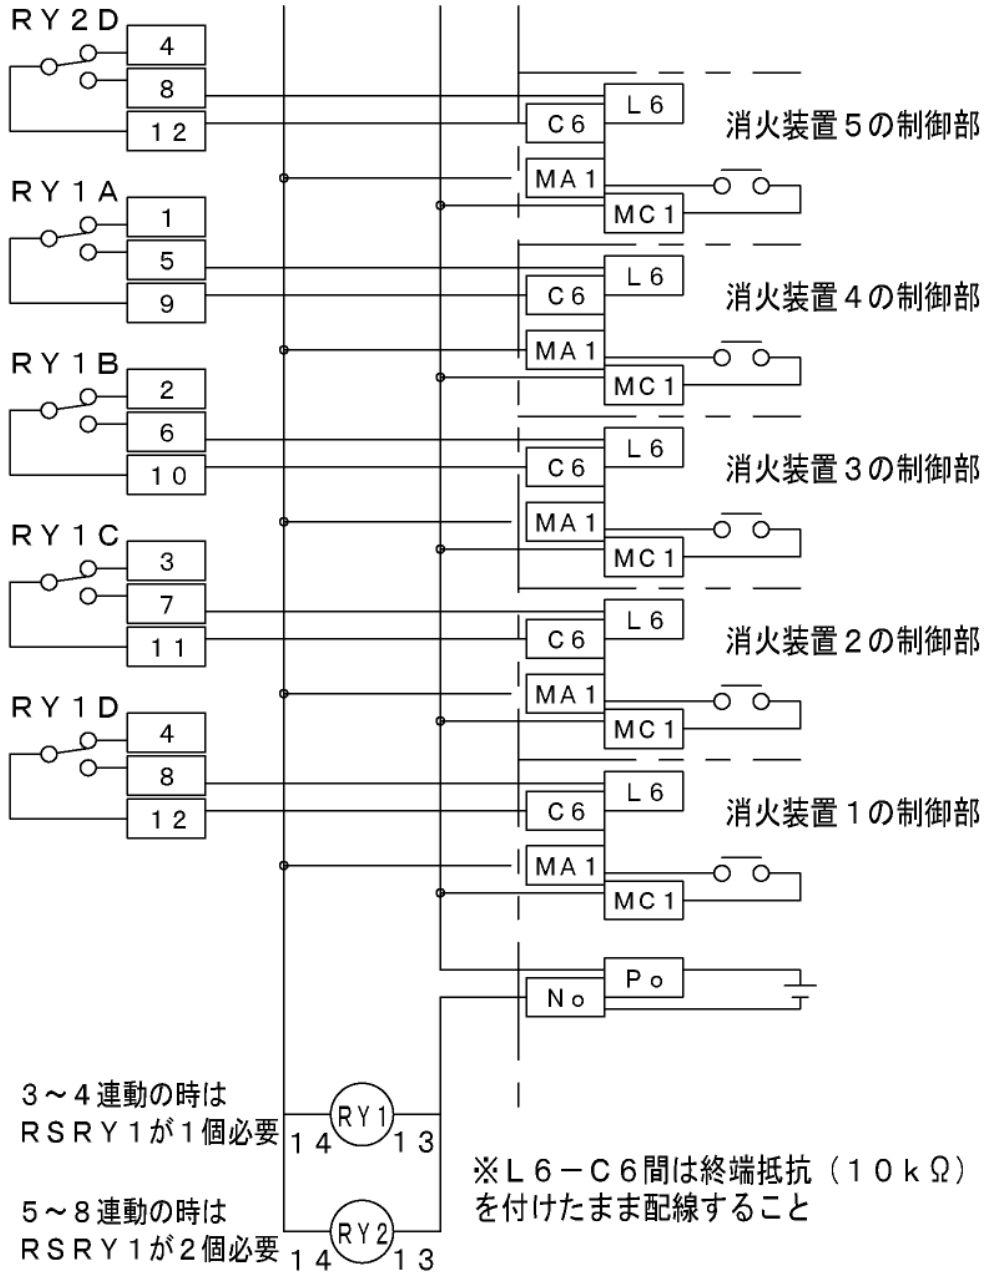 RY2D
4
8
12
L6
C6
消火装置5の制御部
MA1
MC1
RY1A
1
5
9
L6
C6
消火装置4の制御部
MA1
MC1
RY1B
2
6
10
L6
C6
消火装置3の制御部
MA1
MC1
RY1C
3
7
11
L6
C6
消火装置2の制御部
MA1
MC1
RY1D
4
8
12
L6
C6
消火装置1の制御部
MA1
MC1
Po
No
3～4連動の時は
RSRY1が1個必要
14
RY1
13
※L6－C6間は終端抵抗（10kΩ）
を付けたまま配線すること
5～8連動の時は
RSRY1が2個必要
14
RY2
13